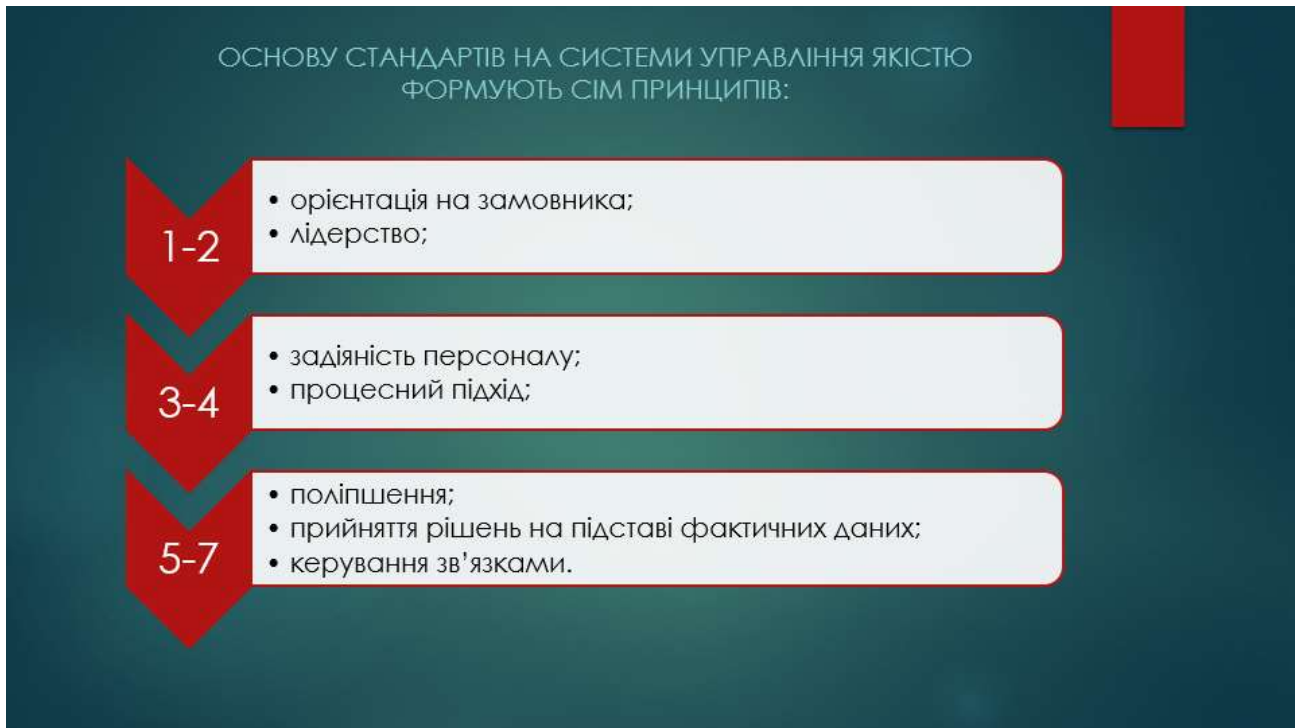 ОСНОВУ СТАНДАРТІВ НА СИСТЕМИ УПРАВЛІННЯ ЯКІСТЮ
ФОРМУЮТЬ СІМ ПРИНЦИПІВ:
1-2
• орієнтація на замовника;
• лідерство;
3-4
• задіяність персоналу;
• процесний підхід;
5-7
• поліпшення;
• прийняття рішень на підставі фактичних даних;
• керування зв’язками.